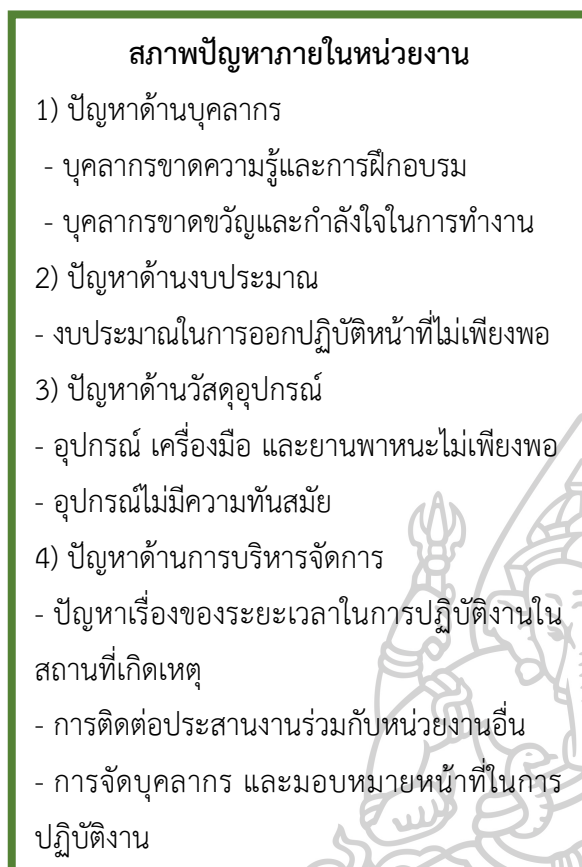 สภาพปัญหาภายในหน่วยงาน
1) ปัญหาด้านบุคลากร
- บุคลากรขาดความรู้และการฝึกอบรม
- บุคลากรขาดขวัญและกำลังใจในการทำงาน
2) ปัญหาด้านงบประมาณ
- งบประมาณในการออกปฏิบัติหน้าที่ไม่เพียงพอ
3) ปัญหาด้านวัสดุอุปกรณ์
- อุปกรณ์ เครื่องมือ และยานพาหนะไม่เพียงพอ
- อุปกรณ์ไม่มีความทันสมัย
4) ปัญหาด้านการบริหารจัดการ
- ปัญหาเรื่องของระยะเวลาในการปฏิบัติงานใน
สถานที่เกิดเหตุ
- การติดต่อประสานงานร่วมกับหน่วยงานอื่น
- การจัดบุคลากร และมอบหมายหน้าที่ในการ
ปฏิบัติงาน